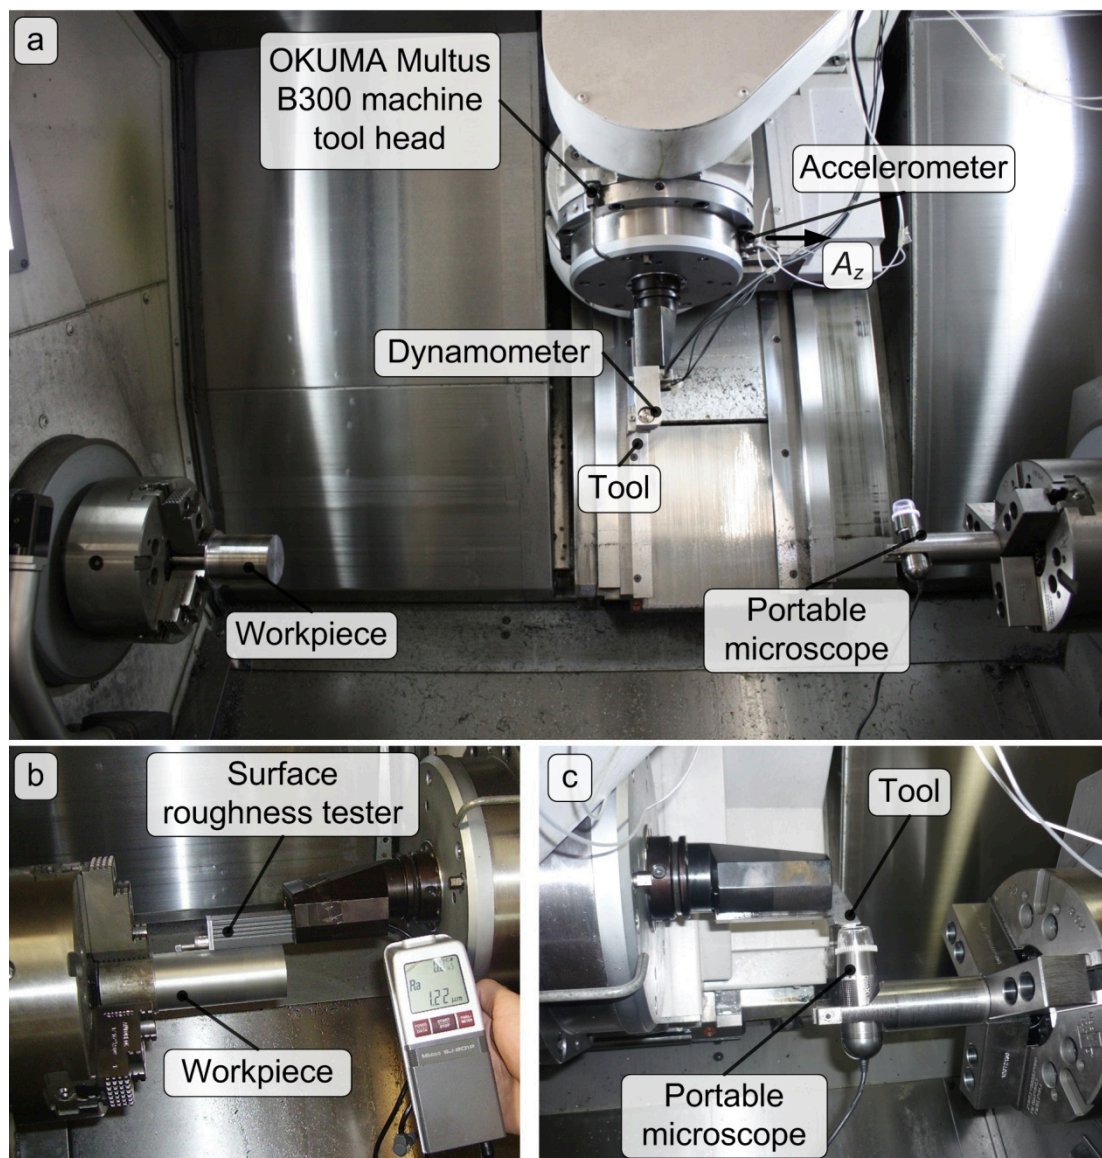 a
OKUMA Multus
B300 machine
tool head
Accelerometer
Az
Dynamometer
Tool
Portable
microscope
Workpiece
b
Surface
roughness tester
Ra
1.22 µm
Workpiece
c
Tool
Portable
microscope